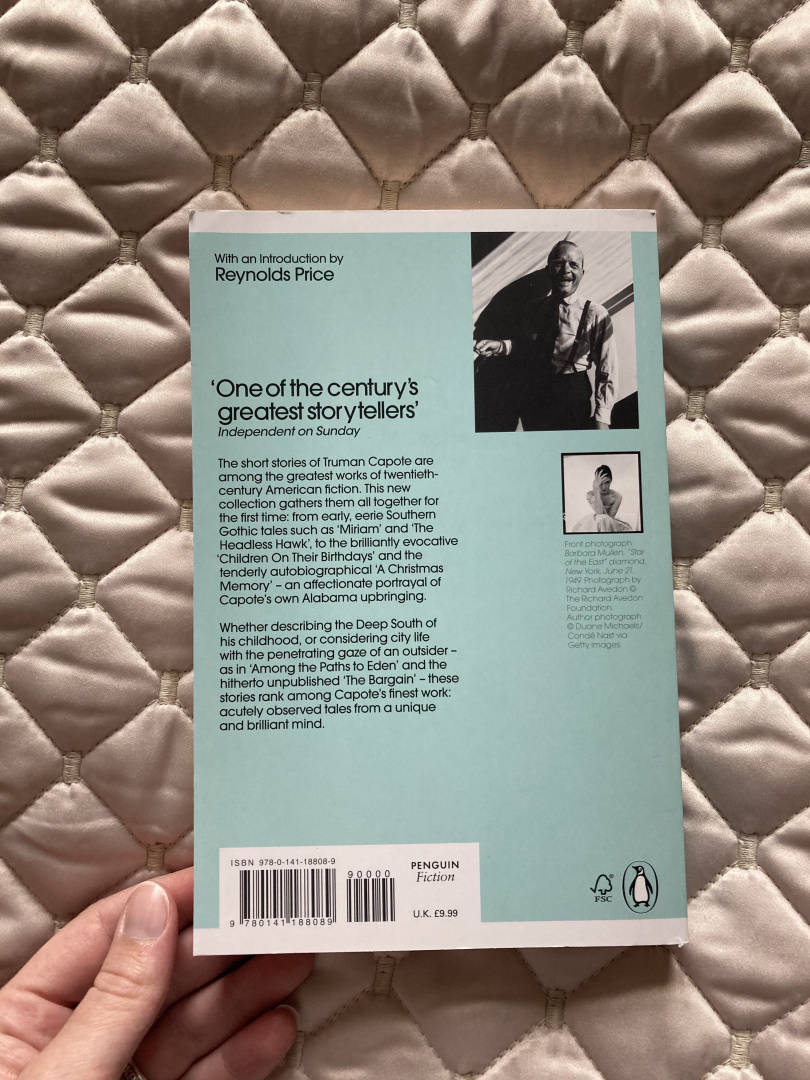 With an Introduction by
Reynolds Price
‘One of the century’s
greatest storytellers’
Independent on Sunday
The short stories of Truman Capote are
among the greatest works of twentieth-
century American fiction. This new
collection gathers them all together for
the first time: from early, eerie Southern
Gothic tales such as ‘Miriam’ and ‘The
Headless Hawk’, to the brilliantly evocative
‘Children On Their Birthdays’ and the
tenderly autobiographical ‘A Christmas
Memory’ – an affectionate portrayal of
Capote’s own Alabama upbringing.
Whether describing the Deep South of
his childhood, or considering city life
with the penetrating gaze of an outsider –
as in ‘Among the Paths to Eden’ and the
hitherto unpublished ‘The Bargain’ – these
stories rank among Capote’s finest work:
acutely observed tales from a unique
and brilliant mind.
Front photograph:
Barbara Mullen, “Star
of the East” diamond,
New York, June 21,
1949. Photograph by
Richard Avedon ©
The Richard Avedon
Foundation.
Author photograph
© Duane Michaels/
Condé Nast via
Getty Images
ISBN 978-0-141-18808-9
90000
9 780141 188089
PENGUIN
Fiction
U.K. £9.99
FSC